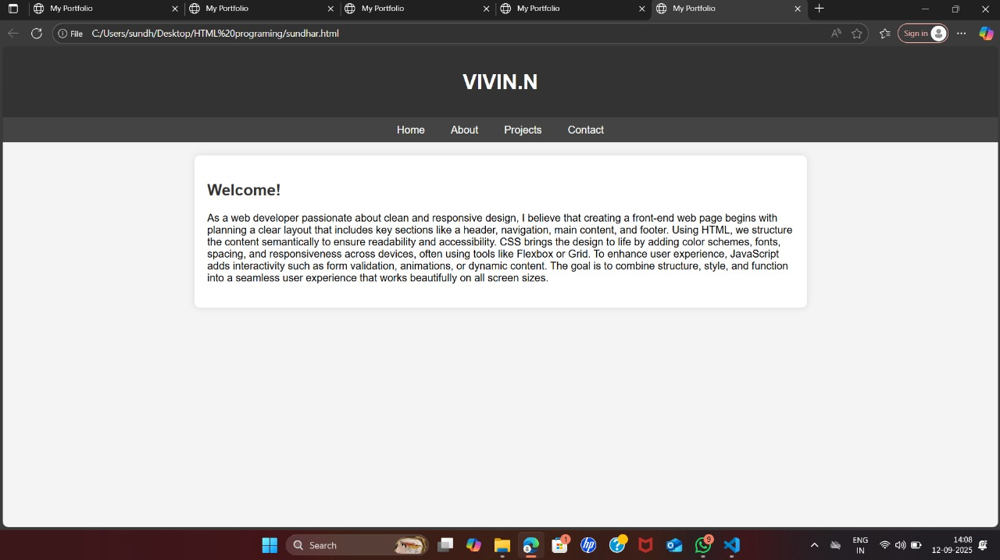 My Portfolio
My Portfolio
My Portfolio
My Portfolio
My Portfolio
File
C:/Users/sundh/Desktop/HTML%20programing/sundhar.html
Sign in
VIVIN.N
Home About Projects Contact
Welcome!
As a web developer passionate about clean and responsive design, I believe that creating a front-end web page begins with
planning a clear layout that includes key sections like a header, navigation, main content, and footer. Using HTML, we structure
the content semantically to ensure readability and accessibility. CSS brings the design to life by adding color schemes, fonts,
spacing, and responsiveness across devices, often using tools like Flexbox or Grid. To enhance user experience, JavaScript
adds interactivity such as form validation, animations, or dynamic content. The goal is to combine structure, style, and function
into a seamless user experience that works beautifully on all screen sizes.
Search
1
hp
?
9
ENG
IN
14:08
12-09-2025